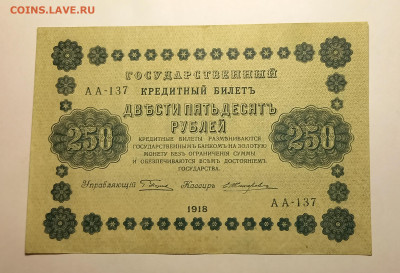 COINS.LAVE.RU
ГОСУДАРСТВЕННЫЙ
АА-137
КРЕДИТНЫЙ БИЛЕТЪ
ДВѢСТИ ПЯТЬДЕСЯТЪ
РУБЛЕЙ
250
250
КРЕДИТНЫЕ БИЛЕТЫ РАЗМѢНИВАЮТСЯ
ГОСУДАРСТВЕННЫМЪ БАНКОМЪ НА ЗОЛОТУЮ
МОНЕТУ БЕЗЪ ОГРАНИЧЕНІЯ СУММЫ
И ОБЕЗПЕЧИВАЮТСЯ ВСѢМЪ ДОСТОЯНІЕМЪ
ГОСУДАРСТВА.
Управляющій
Кассиръ
1918
АА-137